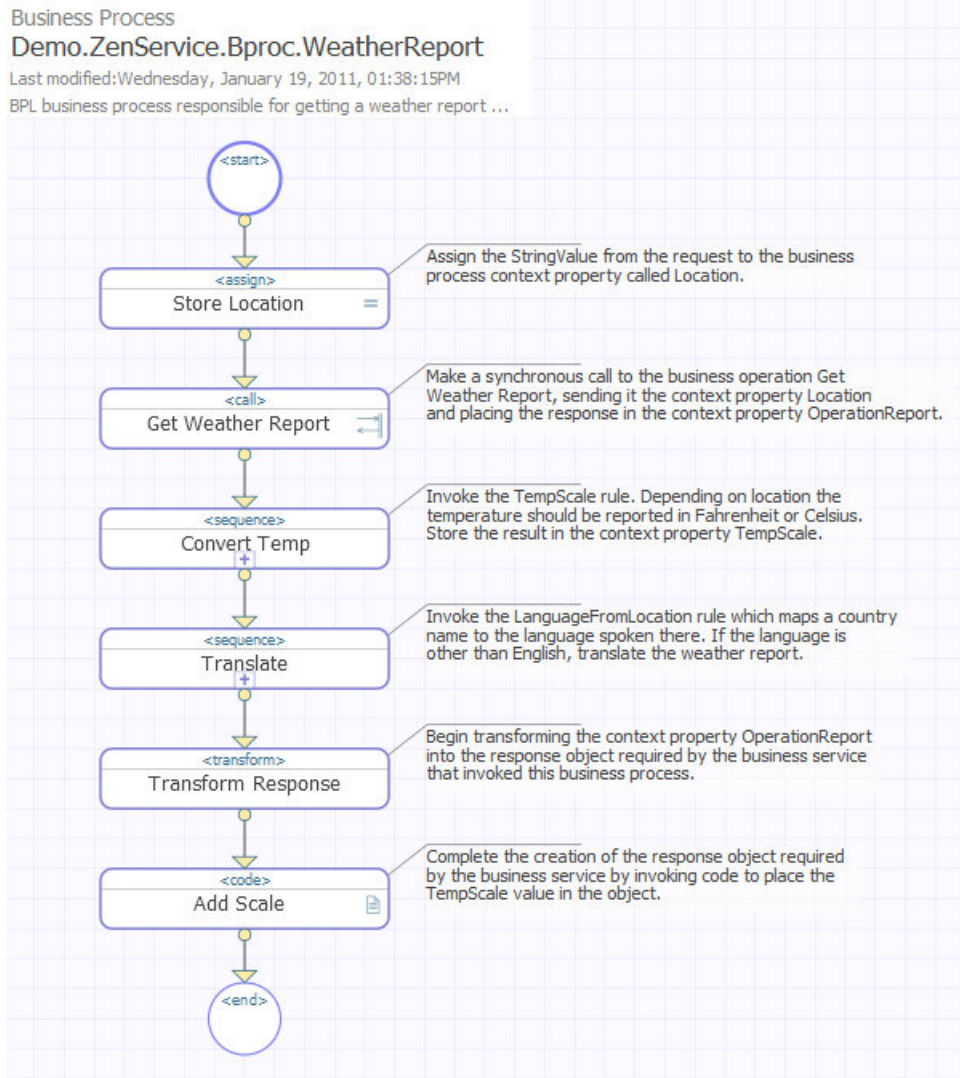 Business Process
Demo.ZenService.Bproc.WeatherReport
Last modified:Wednesday, January 19, 2011, 01:38:15PM
BPL business process responsible for getting a weather report ...
<start>
Assign the StringValue from the request to the business
process context property called Location.
<assign>
Store Location
=
Make a synchronous call to the business operation Get
Weather Report, sending it the context property Location
and placing the response in the context property OperationReport.
<call>
Get Weather Report
Invoke the TempScale rule. Depending on location the
temperature should be reported in Fahrenheit or Celsius.
Store the result in the context property TempScale.
<sequence>
Convert Temp
+
Invoke the LanguageFromLocation rule which maps a country
name to the language spoken there. If the language is
other than English, translate the weather report.
<sequence>
Translate
+
Begin transforming the context property OperationReport
into the response object required by the business service
that invoked this business process.
<transform>
Transform Response
Complete the creation of the response object required
by the business service by invoking code to place the
TempScale value in the object.
<code>
Add Scale
<end>